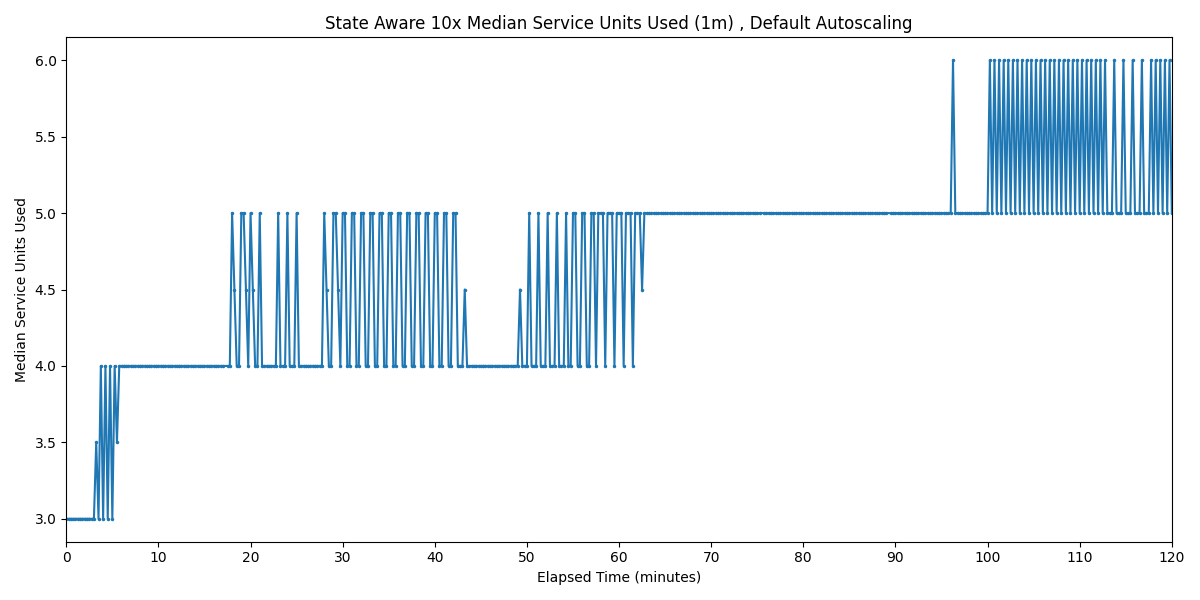 State Aware 10x Median Service Units Used (1m) , Default Autoscaling
6.0
5.5
5.0
4.5
4.0
3.5
3.0
Median Service Units Used
0 10 20 30 40 50 60 70 80 90 100 110 120
Elapsed Time (minutes)